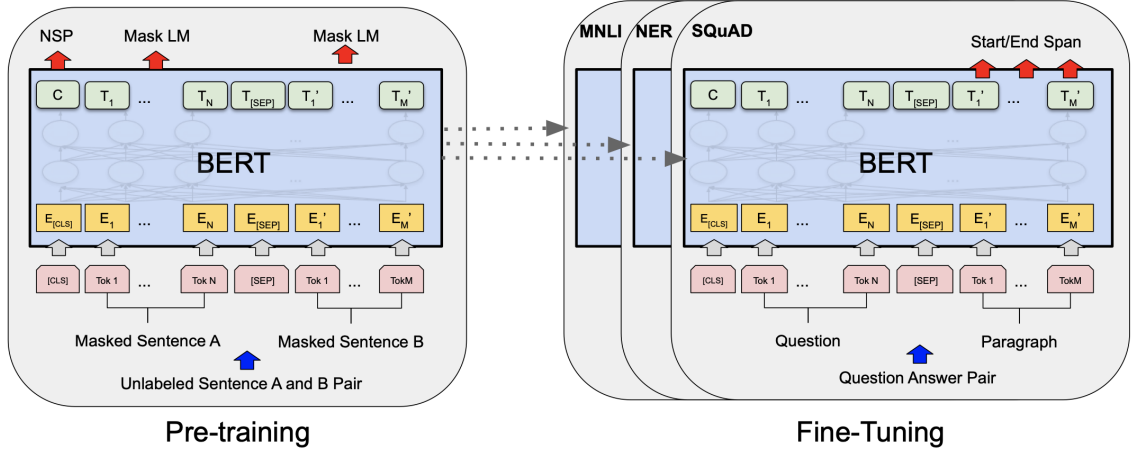 NSP Mask LM Mask LM
C T1 ... TN T[SEP] T1' ... TM'
BERT
E[CLS] E1 ... EN E[SEP] E1' ... EM'
[CLS] Tok 1 ... Tok N [SEP] Tok 1 ... TokM
Masked Sentence A Masked Sentence B
Unlabeled Sentence A and B Pair
Pre-training
MNLI NER SQuAD
Start/End Span
C T1 ... TN T[SEP] T1' ... TM'
BERT
E[CLS] E1 ... EN E[SEP] E1' ... EM'
[CLS] Tok 1 ... Tok N [SEP] Tok 1 ... TokM
Question Paragraph
Question Answer Pair
Fine-Tuning